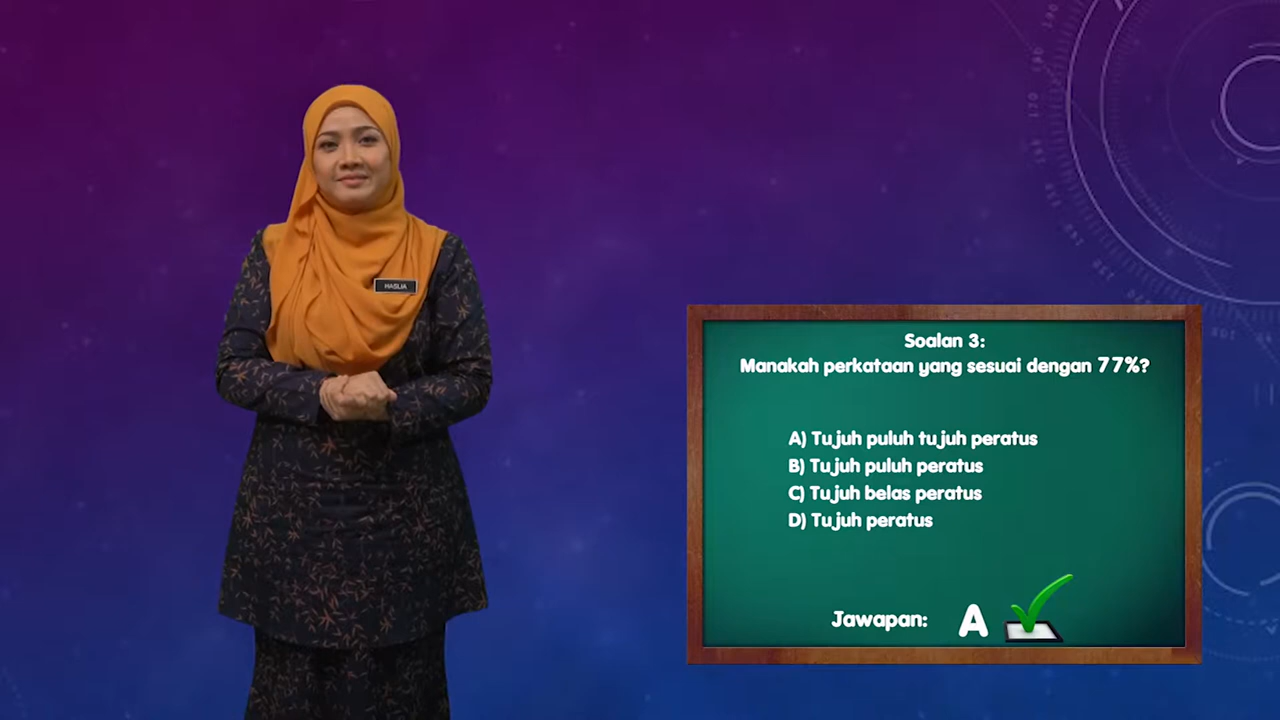 HASLIA
Soalan 3:
Manakah perkataan yang sesuai dengan 77%?
A) Tujuh puluh tujuh peratus
B) Tujuh puluh peratus
C) Tujuh belas peratus
D) Tujuh peratus
Jawapan: A